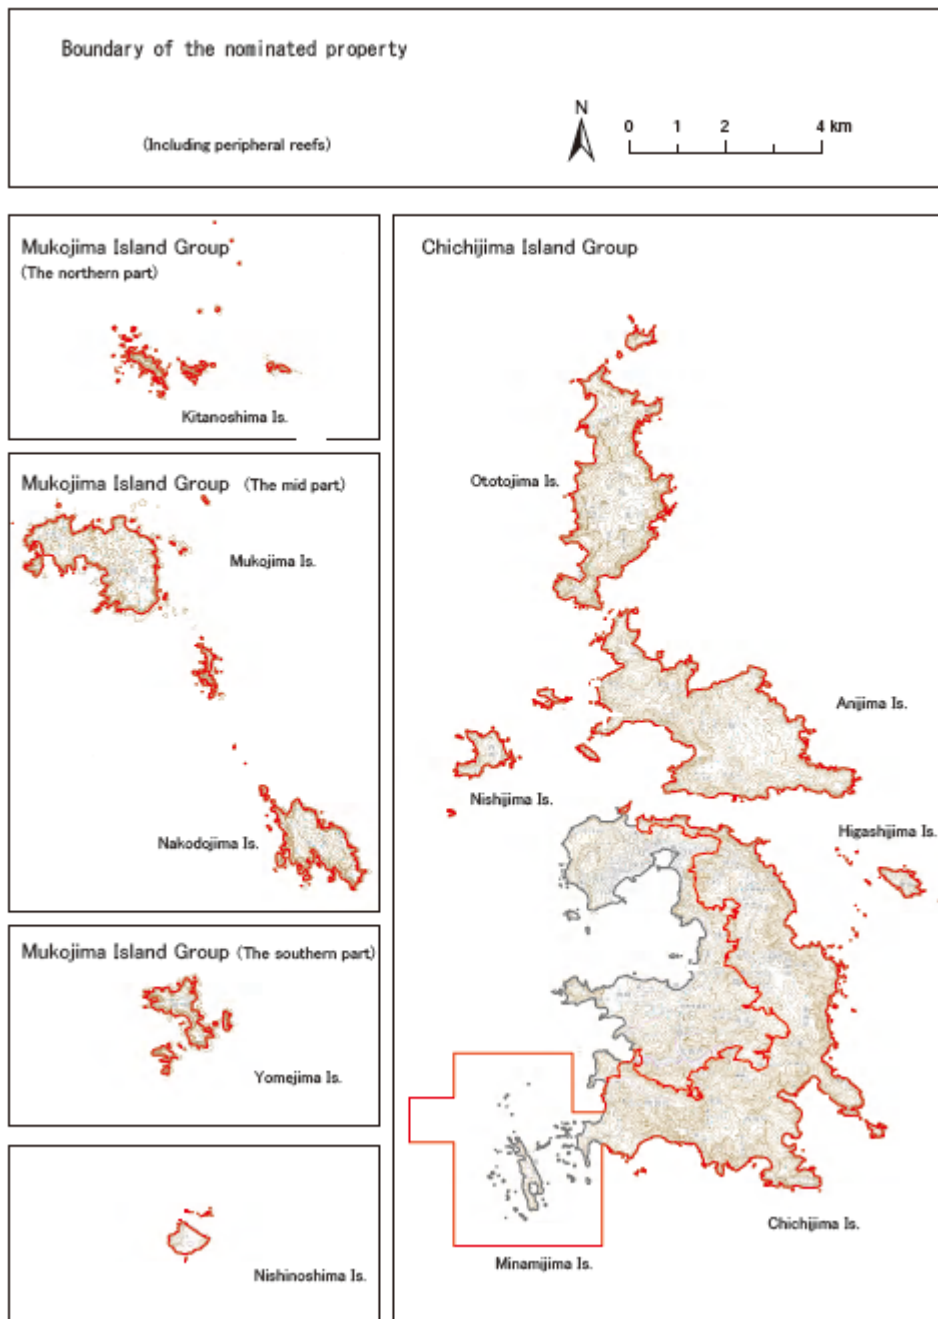 Boundary of the nominated property
(Including peripheral reefs)
N
0 1 2 4 km
Mukojima Island Group
(The northern part)
Kitanoshima Is.
Mukojima Island Group (The mid part)
Mukojima Is.
Nakodojima Is.
Mukojima Island Group (The southern part)
Yomejima Is.
Nishinoshima Is.
Chichijima Island Group
Ototojima Is.
Anijima Is.
Nishijima Is.
Higashijima Is.
Chichijima Is.
Minamijima Is.